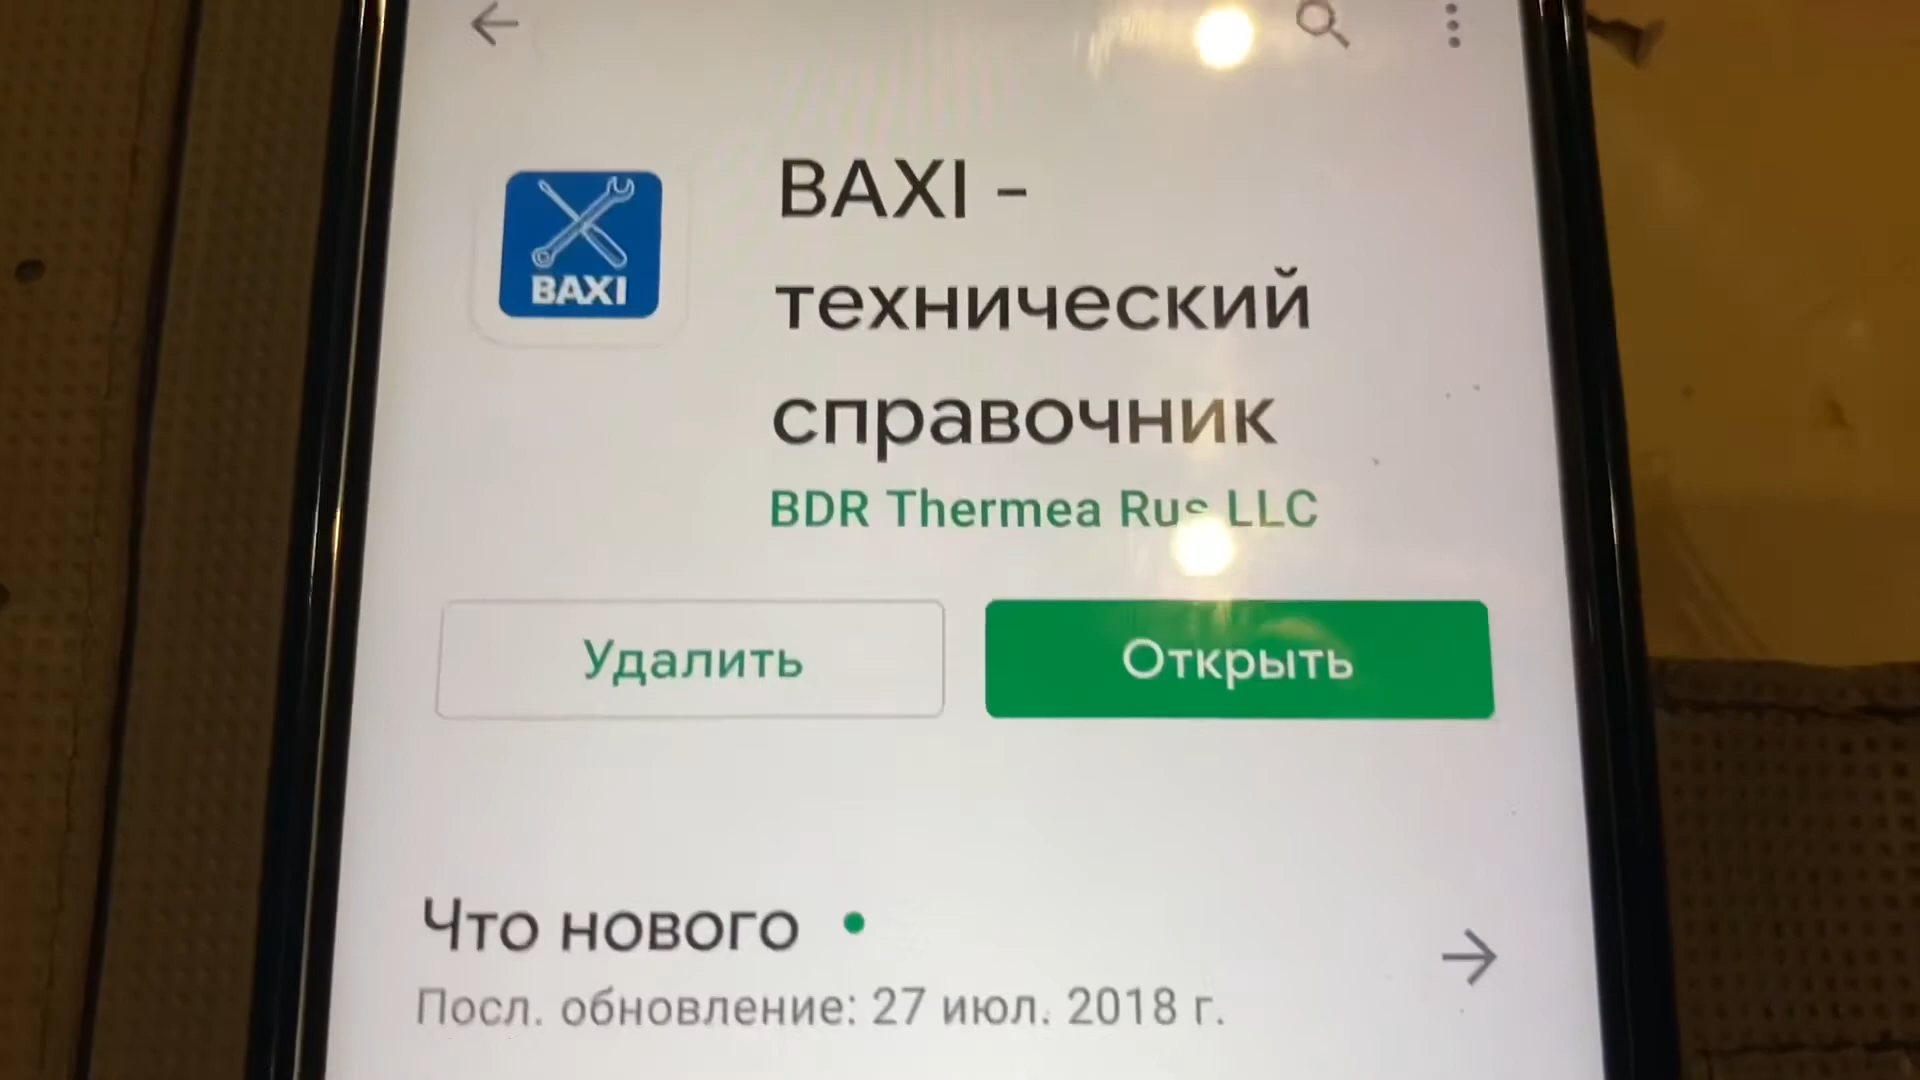 BAXI -
технический
справочник
BAXI
BDR Thermea Rus LLC
Удалить
Открыть
Что нового
Посл. обновление: 27 июл. 2018 г.